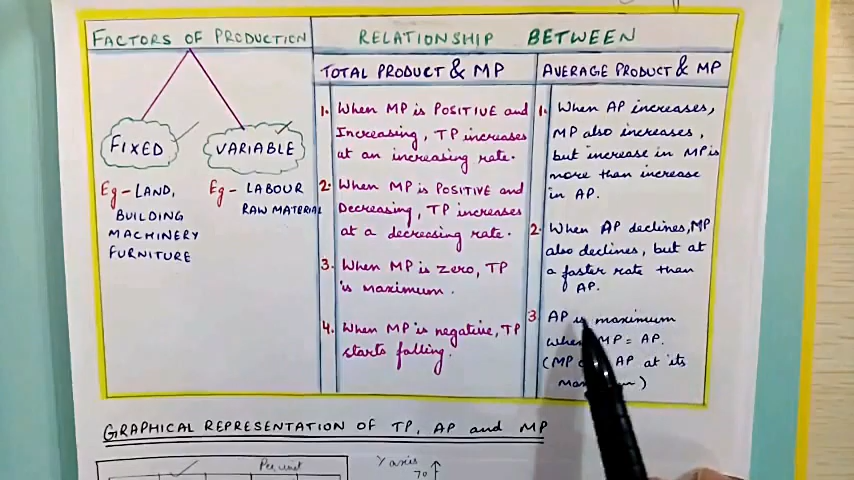 FACTORS OF PRODUCTION
FIXED
VARIABLE
Eg - LAND,
BUILDING
MACHINERY
FURNITURE
Eg - LABOUR
RAW MATERIAL
RELATIONSHIP BETWEEN
TOTAL PRODUCT & MP
1. When MP is POSITIVE and
Increasing, TP increases
at an increasing rate.
2. When MP is POSITIVE and
Decreasing, TP increases
at a decreasing rate.
3. When MP is zero, TP
is maximum.
4. When MP is negative, TP
starts falling.
AVERAGE PRODUCT & MP
1. When AP increases,
MP also increases,
but increase in MP is
more than increase
in AP.
2. When AP declines, MP
also declines, but at
a faster rate than
AP.
3. AP is maximum
when MP = AP.
(MP AP at its
)
GRAPHICAL REPRESENTATION OF TP, AP and MP
Per unit
Y axis
70